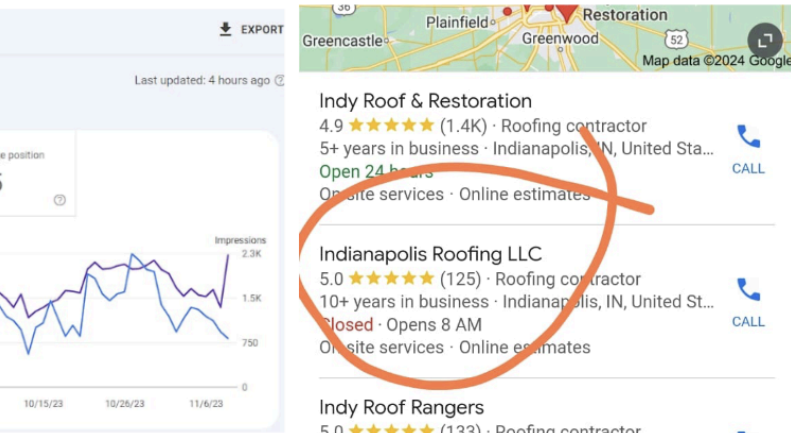 EXPORT
Last updated: 4 hours ago
e position
Impressions
2.3K
1.5K
750
0
10/15/23
10/26/23
11/6/23
36
Plainfield
Restoration
Greencastle
Greenwood
52
Map data ©2024 Google
Indy Roof & Restoration
4.9 ★★★★★ (1.4K) · Roofing contractor
5+ years in business · Indianapolis, IN, United Sta...
Open 24 hours
On-site services · Online estimates
CALL
Indianapolis Roofing LLC
5.0 ★★★★★ (125) · Roofing contractor
10+ years in business · Indianapolis, IN, United St...
Closed · Opens 8 AM
On-site services · Online estimates
CALL
Indy Roof Rangers
5.0 ★★★★★ (133) · Roofing contractor